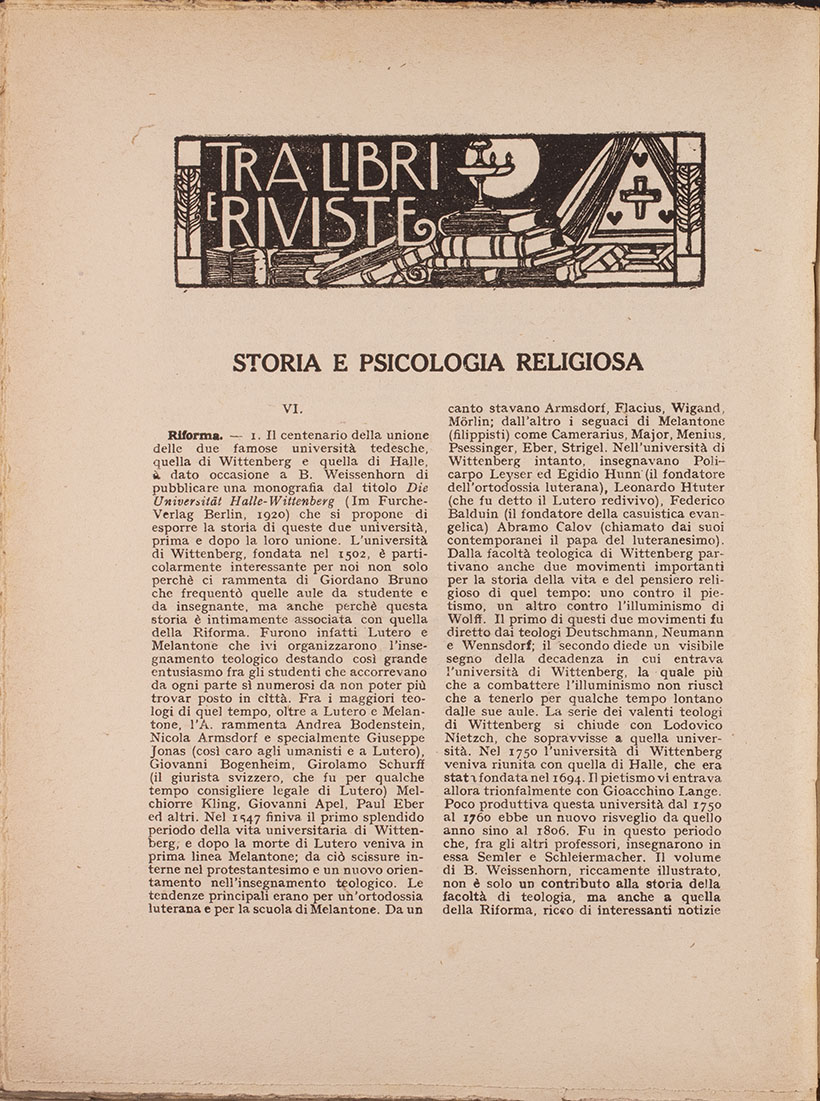 TRA LIBRI
E RIVISTE
STORIA E PSICOLOGIA RELIGIOSA
VI.
Riforma. — 1. Il centenario della unione
delle due famose università tedesche,
quella di Wittenberg e quella di Halle,
à dato occasione a B. Weissenhorn di
pubblicare una monografia dal titolo Die
Universität Halle-Wittenberg (Im Furche-
Verlag Berlin, 1920) che si propone di
esporre la storia di queste due università,
prima e dopo la loro unione. L'università
di Wittenberg, fondata nel 1502, è parti-
colarmente interessante per noi non solo
perchè ci rammenta di Giordano Bruno
che frequentò quelle aule da studente e
da insegnante, ma anche perchè questa
storia è intimamente associata con quella
della Riforma. Furono infatti Lutero e
Melantone che ivi organizzarono l'inse-
gnamento teologico destando così grande
entusiasmo fra gli studenti che accorrevano
da ogni parte sì numerosi da non poter più
trovar posto in città. Fra i maggiori teo-
logi di quel tempo, oltre a Lutero e Melan-
tone, l'A. rammenta Andrea Bodenstein,
Nicola Armsdorf e specialmente Giuseppe
Jonas (così caro agli umanisti e a Lutero),
Giovanni Bogenheim, Girolamo Schurff
(il giurista svizzero, che fu per qualche
tempo consigliere legale di Lutero) Mel-
chiorre Kling, Giovanni Apel, Paul Eber
ed altri. Nel 1547 finiva il primo splendido
periodo della vita universitaria di Witten-
berg, e dopo la morte di Lutero veniva in
prima linea Melantone; da ciò scissure in-
terne nel protestantesimo e un nuovo orien-
tamento nell'insegnamento teologico. Le
tendenze principali erano per un'ortodossia
luterana e per la scuola di Melantone. Da un
canto stavano Armsdorf, Flacius, Wigand,
Mörlin; dall'altro i seguaci di Melantone
(filippisti) come Camerarius, Major, Menius,
Psessinger, Eber, Strigel. Nell'università di
Wittenberg intanto, insegnavano Poli-
carpo Leyser ed Egidio Hunn (il fondatore
dell'ortodossia luterana), Leonardo Htuter
(che fu detto il Lutero redivivo), Federico
Balduin (il fondatore della casuistica evan-
gelica) Abramo Calov (chiamato dai suoi
contemporanei il papa del luteranesimo).
Dalla facoltà teologica di Wittenberg par-
tivano anche due movimenti importanti
per la storia della vita e del pensiero reli-
gioso di quel tempo: uno contro il pie-
tismo, un altro contro l'illuminismo di
Wolff. Il primo di questi due movimenti fu
diretto dai teologi Deutschmann, Neumann
e Wennsdorf; il secondo diede un visibile
segno della decadenza in cui entrava
l'università di Wittenberg, la quale più
che a combattere l'illuminismo non riuscì
che a tenerlo per qualche tempo lontano
dalle sue aule. La serie dei valenti teologi
di Wittenberg si chiude con Lodovico
Nietzch, che sopravvisse a quella univer-
sità. Nel 1750 l'università di Wittenberg
veniva riunita con quella di Halle, che era
stata fondata nel 1694. Il pietismo vi entrava
allora trionfalmente con Gioacchino Lange.
Poco produttiva questa università dal 1750
al 1760 ebbe un nuovo risveglio da quello
anno sino al 1806. Fu in questo periodo
che, fra gli altri professori, insegnarono in
essa Semler e Schleiermacher. Il volume
di B. Weissenhorn, riccamente illustrato,
non è solo un contributo alla storia della
facoltà di teologia, ma anche a quella
della Riforma, ricco di interessanti notizie